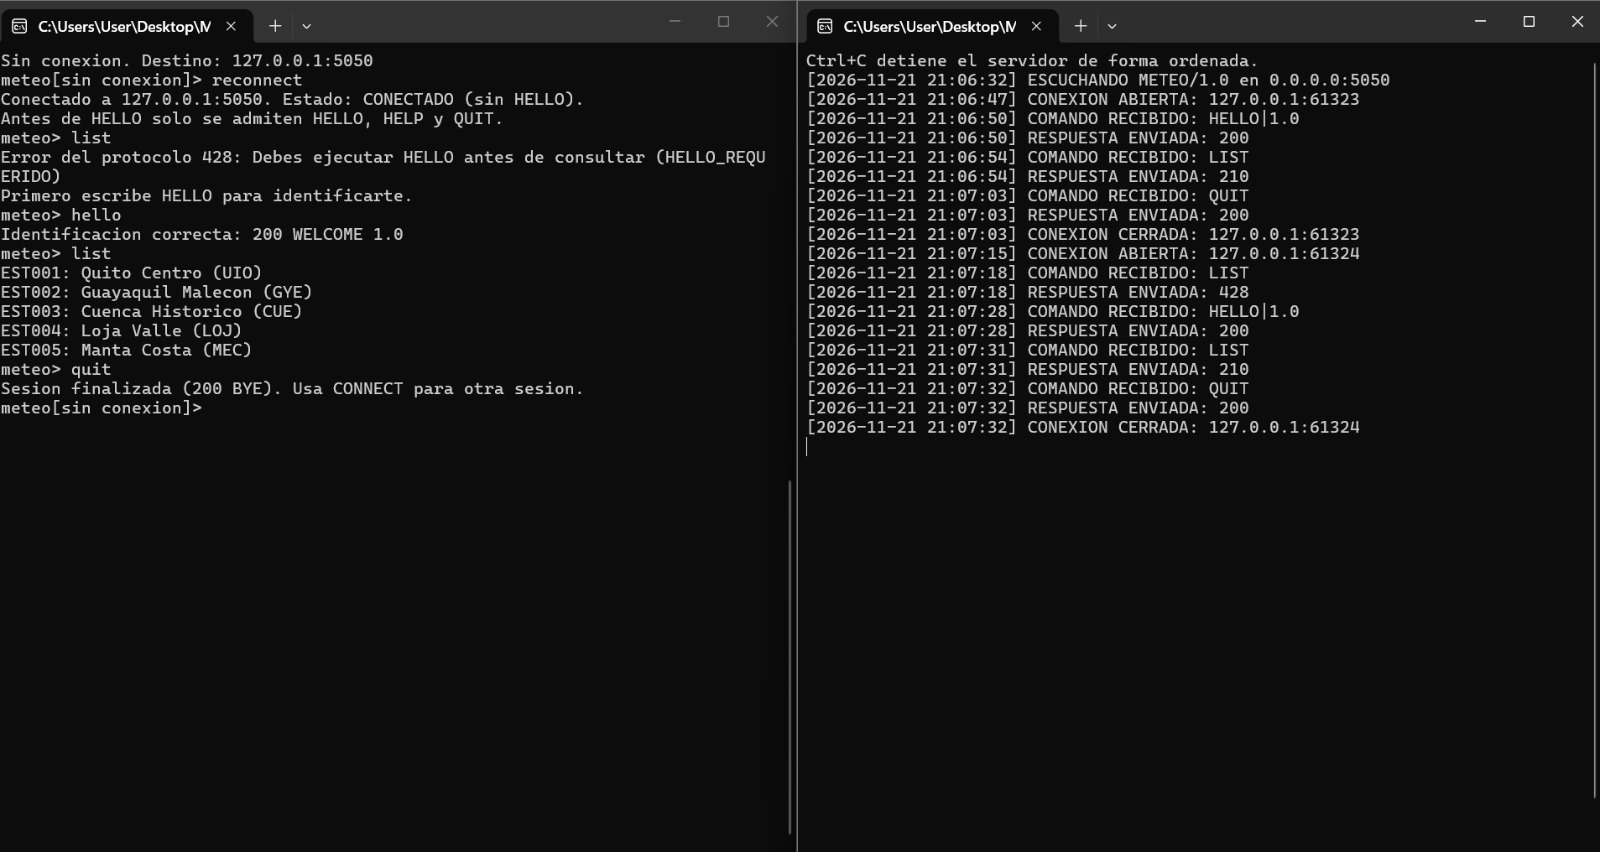 C:\Users\User\Desktop\M
Sin conexion. Destino: 127.0.0.1:5050
meteo[sin conexion]> reconnect
Conectado a 127.0.0.1:5050. Estado: CONECTADO (sin HELLO).
Antes de HELLO solo se admiten HELLO, HELP y QUIT.
meteo> list
Error del protocolo 428: Debes ejecutar HELLO antes de consultar (HELLO_REQU
ERIDO)
Primero escribe HELLO para identificarte.
meteo> hello
Identificacion correcta: 200 WELCOME 1.0
meteo> list
EST001: Quito Centro (UIO)
EST002: Guayaquil Malecon (GYE)
EST003: Cuenca Historico (CUE)
EST004: Loja Valle (LOJ)
EST005: Manta Costa (MEC)
meteo> quit
Sesion finalizada (200 BYE). Usa CONNECT para otra sesion.
meteo[sin conexion]>
C:\Users\User\Desktop\M
Ctrl+C detiene el servidor de forma ordenada.
[2026-11-21 21:06:32] ESCUCHANDO METEO/1.0 en 0.0.0.0:5050
[2026-11-21 21:06:47] CONEXION ABIERTA: 127.0.0.1:61323
[2026-11-21 21:06:50] COMANDO RECIBIDO: HELLO|1.0
[2026-11-21 21:06:50] RESPUESTA ENVIADA: 200
[2026-11-21 21:06:54] COMANDO RECIBIDO: LIST
[2026-11-21 21:06:54] RESPUESTA ENVIADA: 210
[2026-11-21 21:07:03] COMANDO RECIBIDO: QUIT
[2026-11-21 21:07:03] RESPUESTA ENVIADA: 200
[2026-11-21 21:07:03] CONEXION CERRADA: 127.0.0.1:61323
[2026-11-21 21:07:15] CONEXION ABIERTA: 127.0.0.1:61324
[2026-11-21 21:07:18] COMANDO RECIBIDO: LIST
[2026-11-21 21:07:18] RESPUESTA ENVIADA: 428
[2026-11-21 21:07:28] COMANDO RECIBIDO: HELLO|1.0
[2026-11-21 21:07:28] RESPUESTA ENVIADA: 200
[2026-11-21 21:07:31] COMANDO RECIBIDO: LIST
[2026-11-21 21:07:31] RESPUESTA ENVIADA: 210
[2026-11-21 21:07:32] COMANDO RECIBIDO: QUIT
[2026-11-21 21:07:32] RESPUESTA ENVIADA: 200
[2026-11-21 21:07:32] CONEXION CERRADA: 127.0.0.1:61324